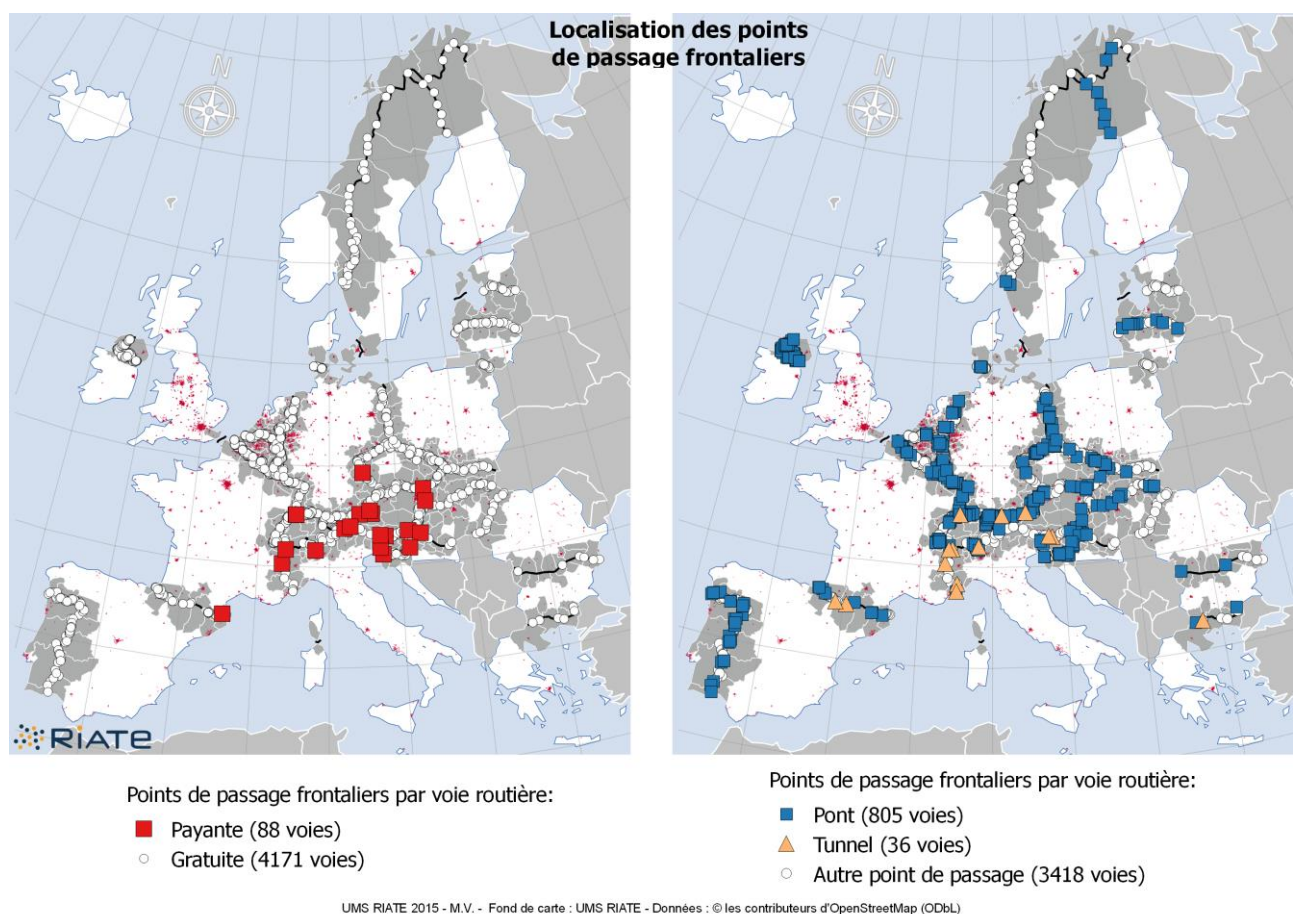 Localisation des points
de passage frontaliers
N
N
RIATE
Points de passage frontaliers par voie routière:
Payante (88 voies)
Gratuite (4171 voies)
Points de passage frontaliers par voie routière:
Pont (805 voies)
Tunnel (36 voies)
Autre point de passage (3418 voies)
UMS RIATE 2015 - M.V. - Fond de carte : UMS RIATE - Données : © les contributeurs d'OpenStreetMap (ODbL)